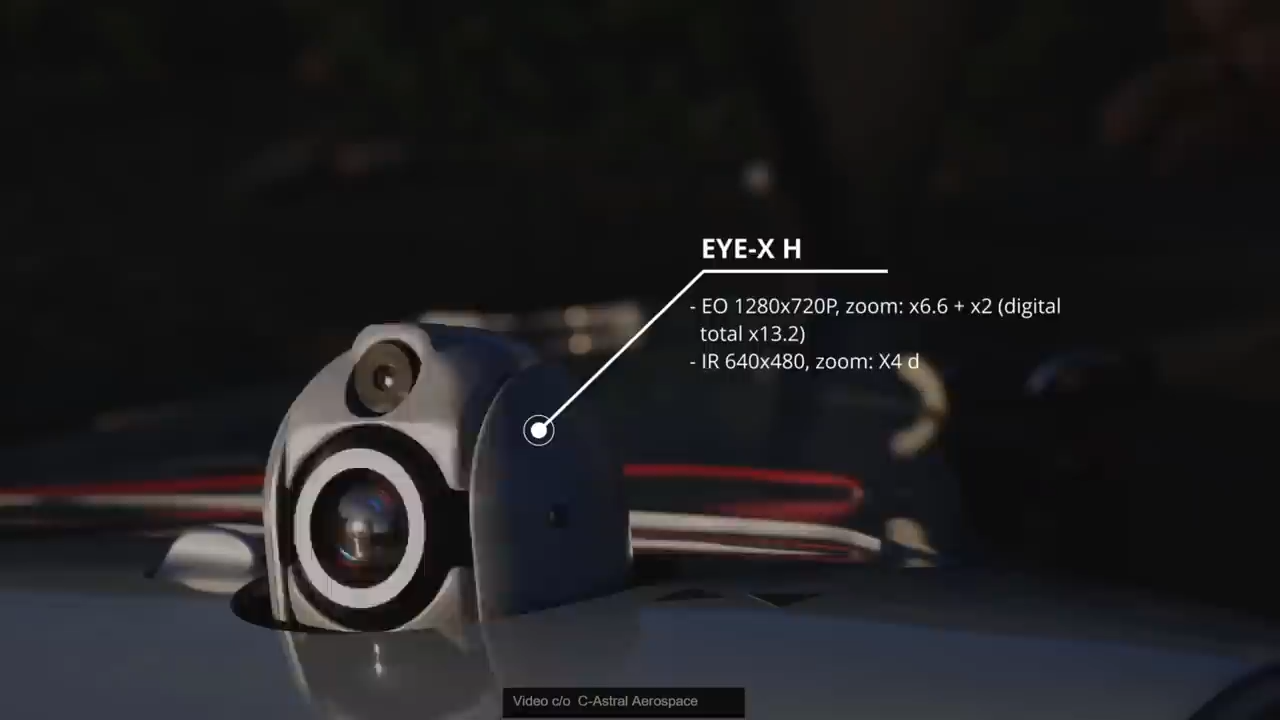 EYE-X H
- EO 1280x720P, zoom: x6.6 + x2 (digital
total x13.2)
- IR 640x480, zoom: X4 d
Video c/o C-Astral Aerospace